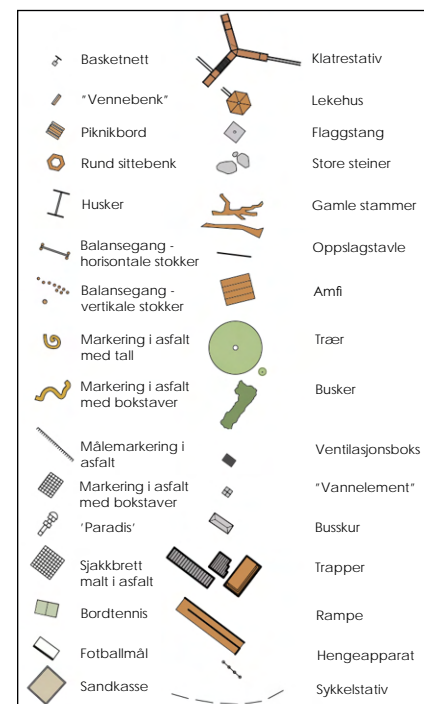 Basketnett
"Vennebenk"
Piknikbord
Rund sittebenk
Husker
Balansegang -
horisontale stokker
Balansegang -
vertikale stokker
Markering i asfalt
med tall
Markering i asfalt
med bokstaver
Målemarkering i
asfalt
Markering i asfalt
med bokstaver
'Paradis'
Sjakkbrett
malt i asfalt
Bordtennis
Fotballmål
Sandkasse
Klatrestativ
Lekehus
Flaggstang
Store steiner
Gamle stammer
Oppslagstavle
Amfi
Trær
Busker
Ventilasjonsboks
"Vannelement"
Busskur
Trapper
Rampe
Hengeapparat
Sykkelstativ